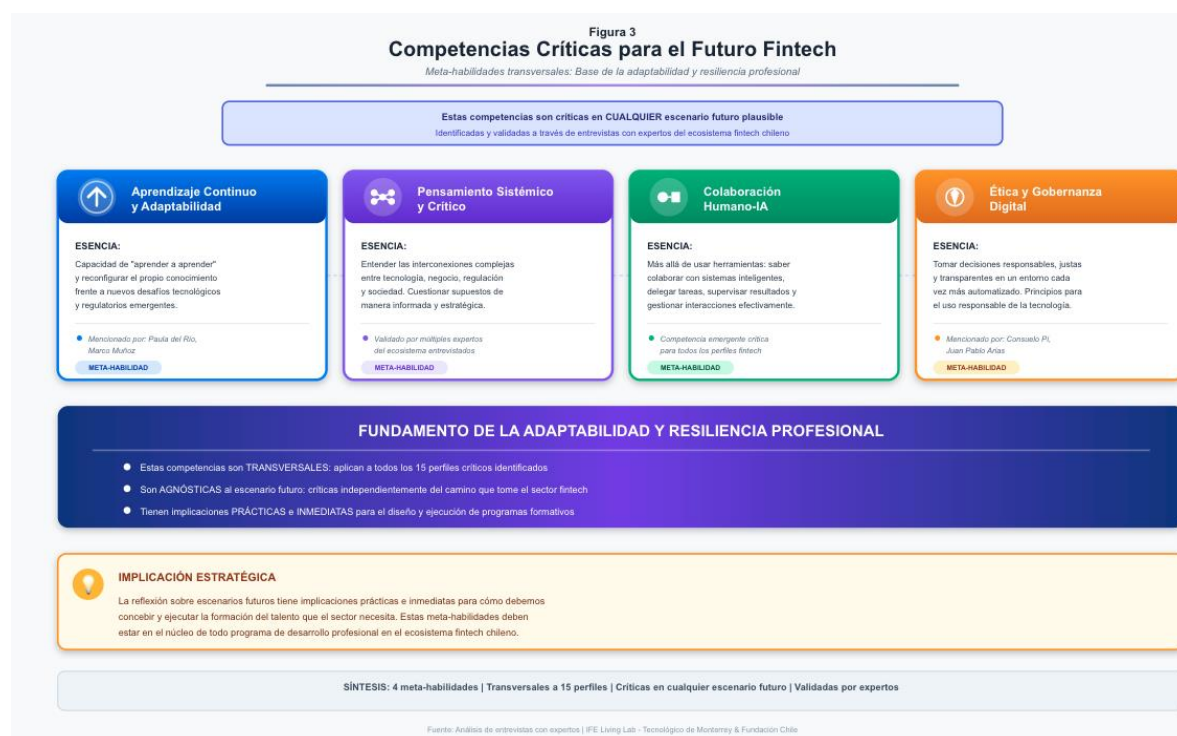 Figura 3
Competencias Críticas para el Futuro Fintech
Meta-habilidades transversales: Base de la adaptabilidad y resiliencia profesional
Estas competencias son críticas en CUALQUIER escenario futuro plausible
Identificadas y validadas a través de entrevistas con expertos del ecosistema fintech chileno
Aprendizaje Continuo
y Adaptabilidad
ESENCIA:
Capacidad de "aprender a aprender"
y reconfigurar el propio conocimiento
frente a nuevos desafíos tecnológicos
y regulatorios emergentes.
Mencionado por: Paula del Río,
Marco Muñoz
META-HABILIDAD
Pensamiento Sistémico
y Crítico
ESENCIA:
Entender las interconexiones complejas
entre tecnología, negocio, regulación
y sociedad. Cuestionar supuestos de
manera informada y estratégica.
Validado por múltiples expertos
del ecosistema entrevistados
META-HABILIDAD
Colaboración
Humano-IA
ESENCIA:
Más allá de usar herramientas: saber
colaborar con sistemas inteligentes,
delegar tareas, supervisar resultados y
gestionar interacciones efectivamente.
Competencia emergente crítica
para todos los perfiles fintech
META-HABILIDAD
Ética y Gobernanza
Digital
ESENCIA:
Tomar decisiones responsables, justas
y transparentes en un entorno cada
vez más automatizado. Principios para
el uso responsable de la tecnología.
Mencionado por: Consuelo Pi,
Juan Pablo Arias
META-HABILIDAD
FUNDAMENTO DE LA ADAPTABILIDAD Y RESILIENCIA PROFESIONAL
Estas competencias son TRANSVERSALES: aplican a todos los 15 perfiles críticos identificados
Son AGNÓSTICAS al escenario futuro: críticas independientemente del camino que tome el sector fintech
Tienen implicaciones PRÁCTICAS e INMEDIATAS para el diseño y ejecución de programas formativos
IMPLICACIÓN ESTRATÉGICA
La reflexión sobre escenarios futuros tiene implicaciones prácticas e inmediatas para cómo debemos
concebir y ejecutar la formación del talento que el sector necesita. Estas meta-habilidades deben
estar en el núcleo de todo programa de desarrollo profesional en el ecosistema fintech chileno.
SÍNTESIS: 4 meta-habilidades | Transversales a 15 perfiles | Críticas en cualquier escenario futuro | Validadas por expertos
Fuente: Análisis de entrevistas con expertos | IFE Living Lab - Tecnológico de Monterrey & Fundación Chile